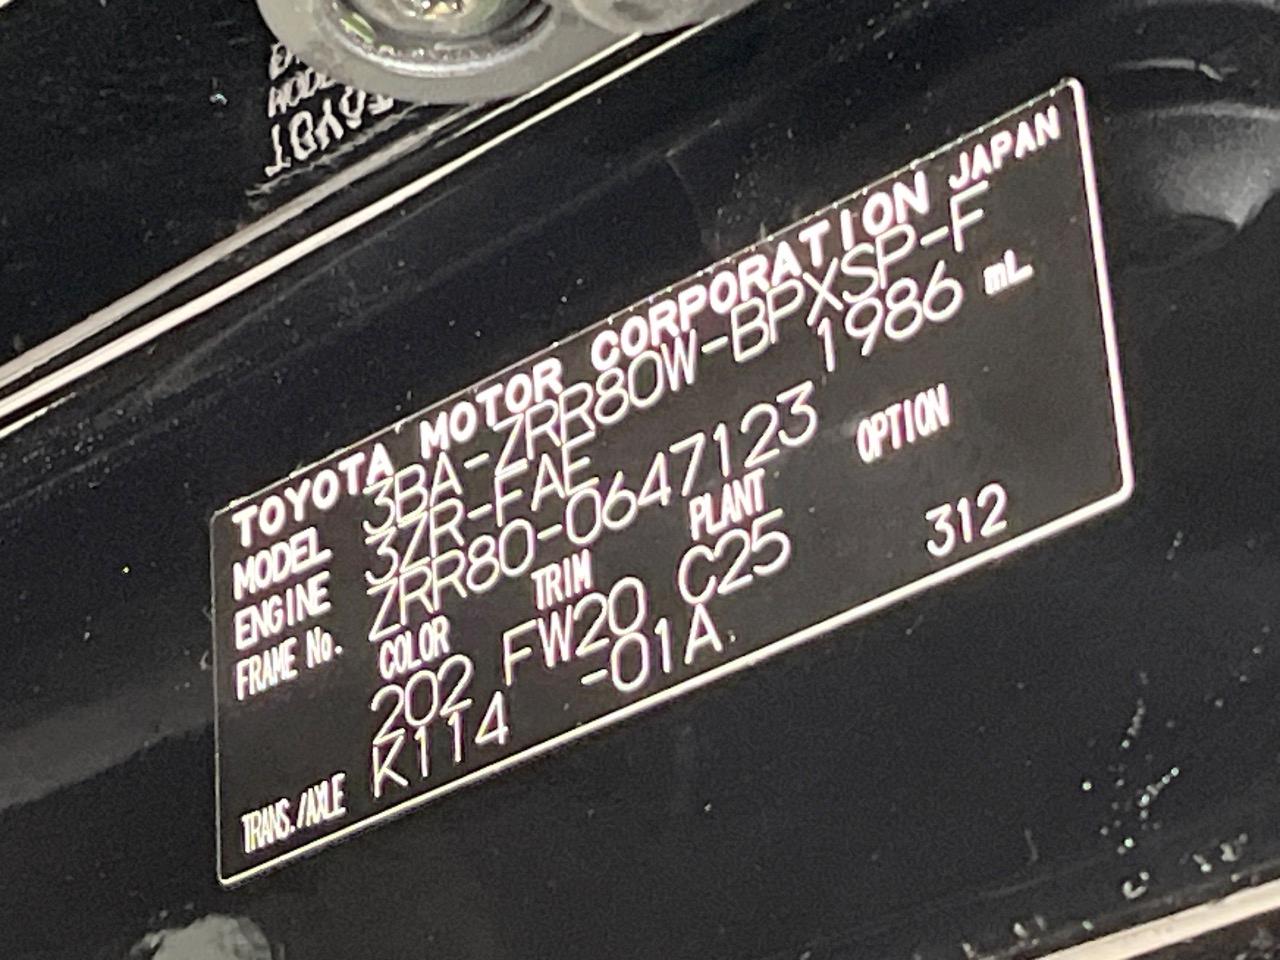 TOYOTA MOTOR CORPORATION JAPAN
MODEL 3BA-ZRR80W-BPXSP-F
ENGINE 3ZR-FAE 1986 mL
FRAME No. ZRR80-0647123
COLOR TRIM PLANT OPTION
202 FW20 C25 312
TRANS./AXLE K114 -01A